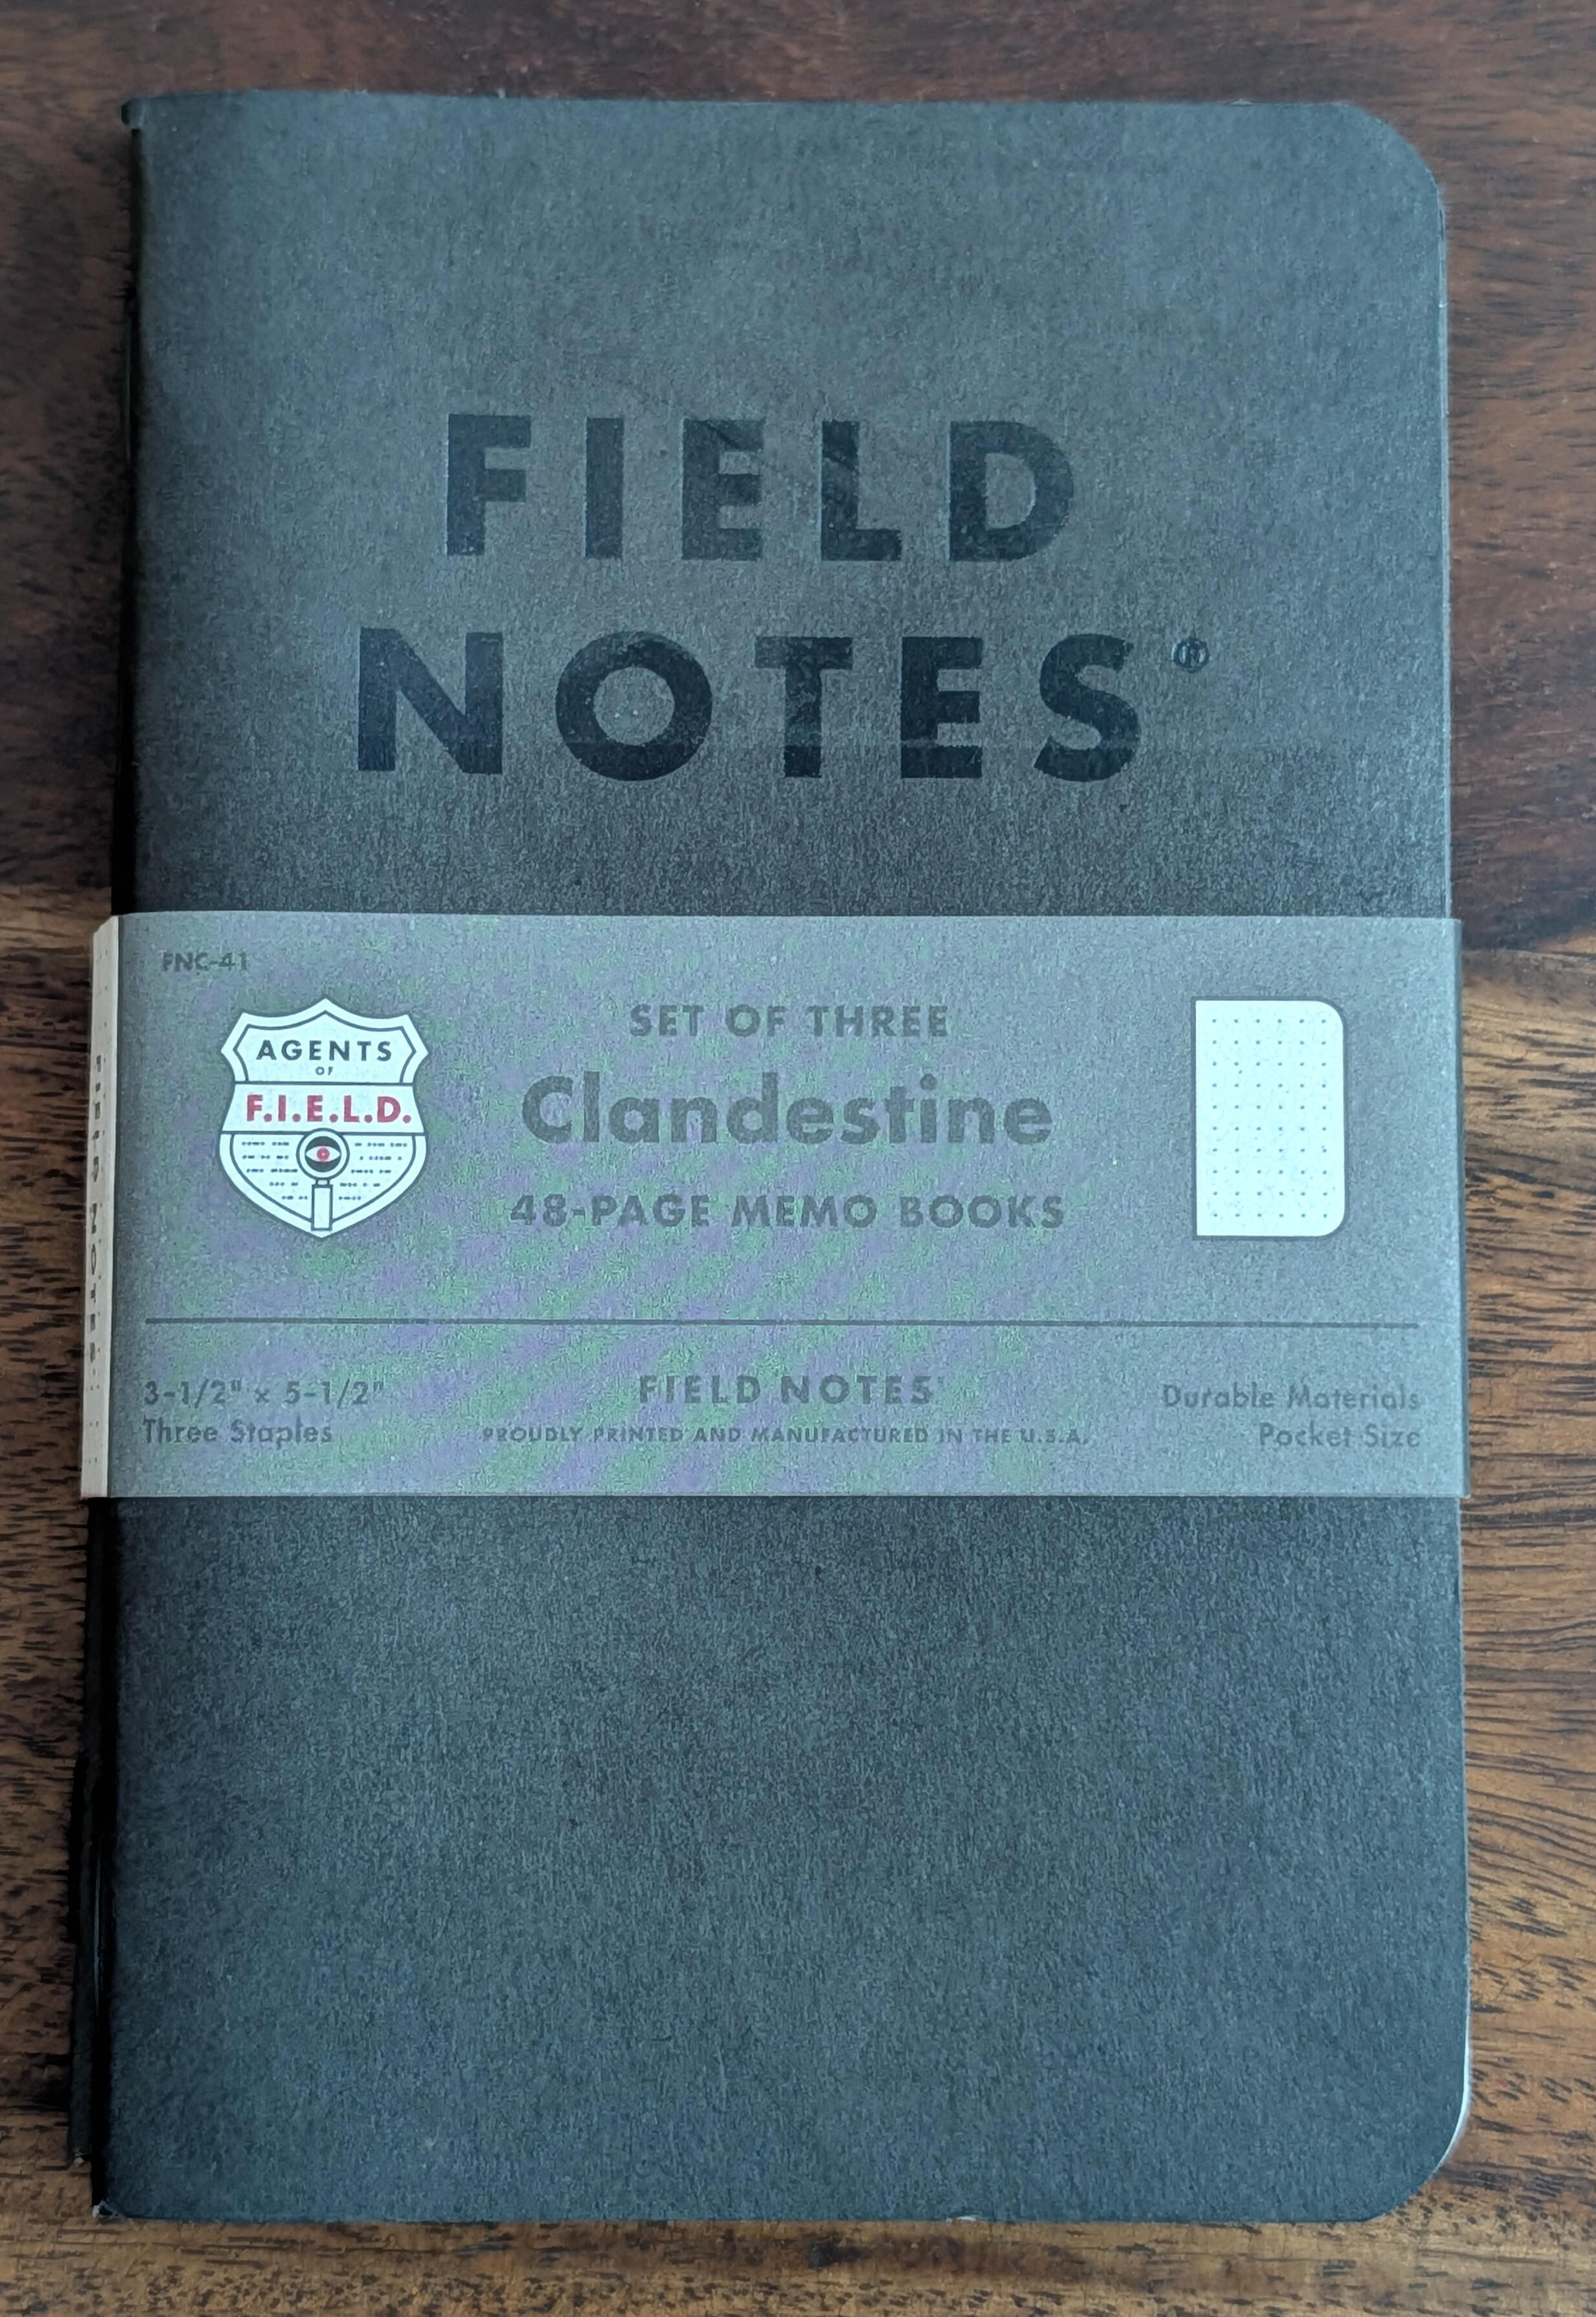 FIELD
NOTES®
FNC-41
AGENTS
OF
F.I.E.L.D.
SET OF THREE
Clandestine
48-PAGE MEMO BOOKS
3-1/2" × 5-1/2"
Three Staples
FIELD NOTES
PROUDLY PRINTED AND MANUFACTURED IN THE U.S.A.
Durable Materials
Pocket Size